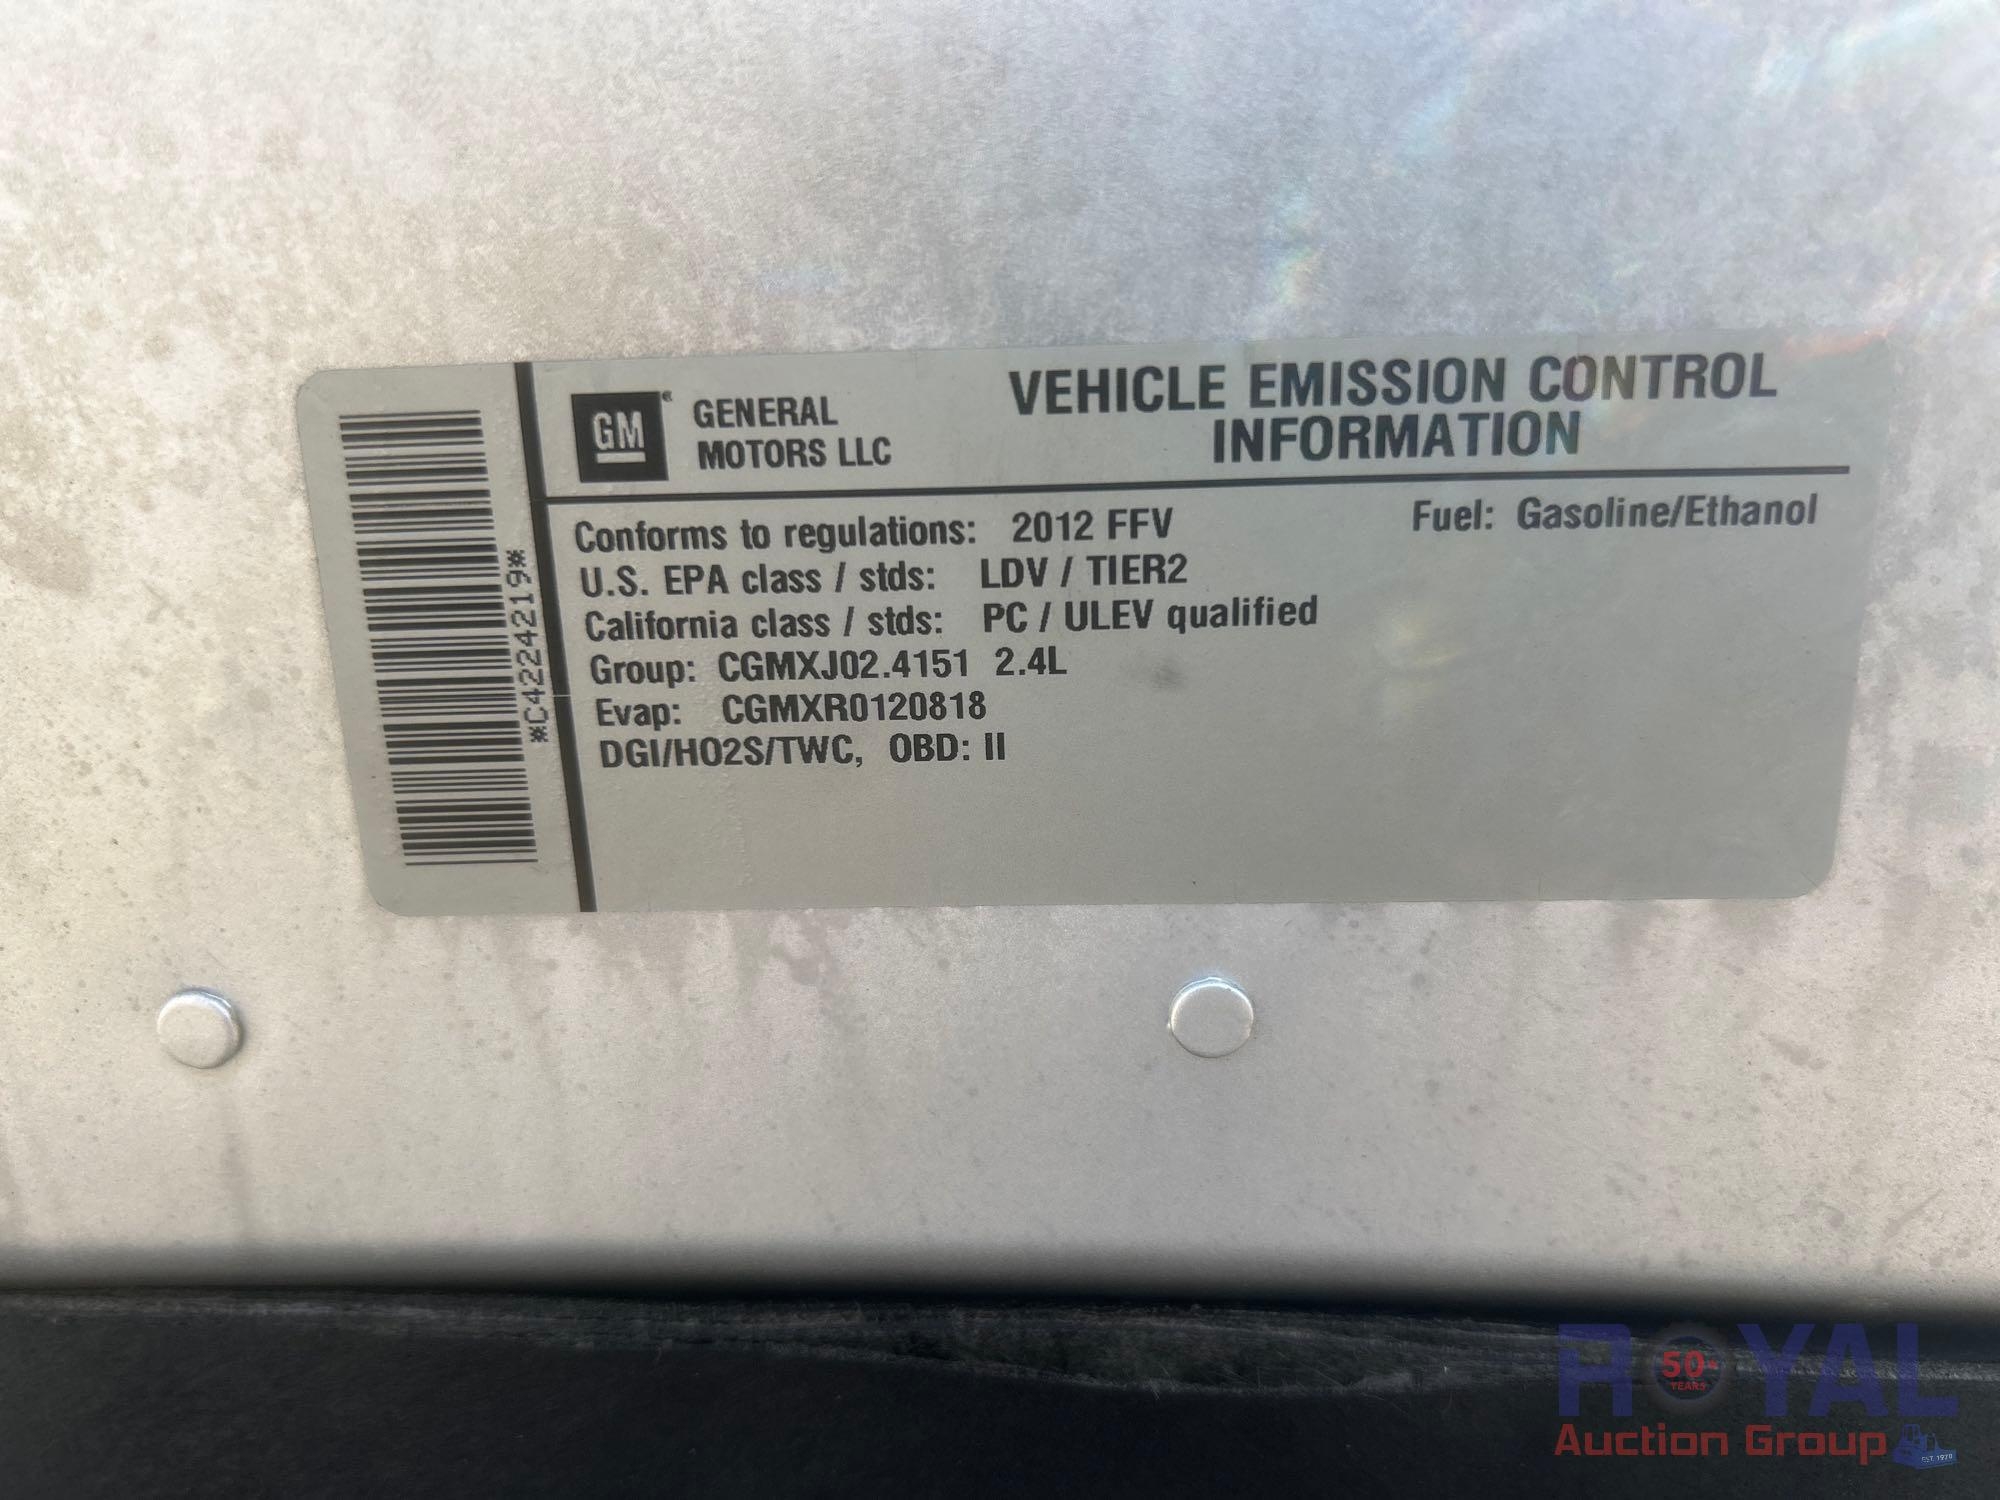 GM® GENERAL MOTORS LLC
VEHICLE EMISSION CONTROL
INFORMATION
Conforms to regulations: 2012 FFV
Fuel: Gasoline/Ethanol
U.S. EPA class / stds: LDV / TIER2
California class / stds: PC / ULEV qualified
Group: CGMXJ02.4151 2.4L
Evap: CGMXR0120818
DGI/HO2S/TWC, OBD: II
*C4224219*
ROYAL
50+
YEARS
Auction Group
EST. 1970